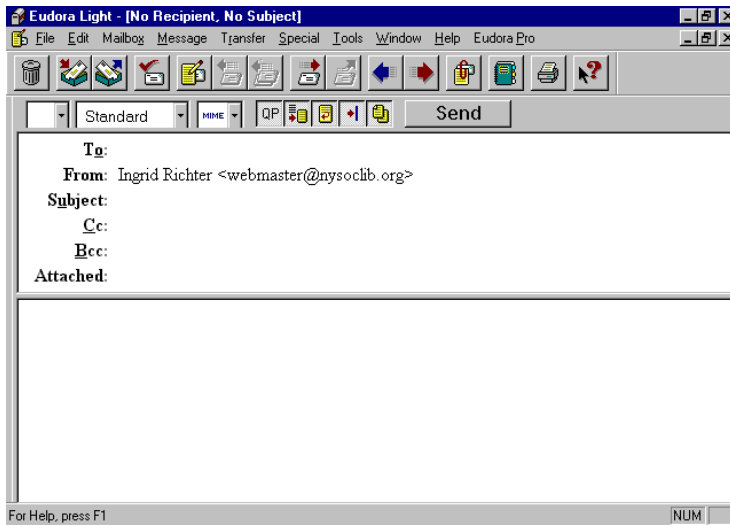 Eudora Light - [No Recipient, No Subject]
File Edit Mailbox Message Transfer Special Tools Window Help Eudora Pro
Standard MIME QP Send
To:
From: Ingrid Richter <webmaster@nysoclib.org>
Subject:
Cc:
Bcc:
Attached:
For Help, press F1 NUM